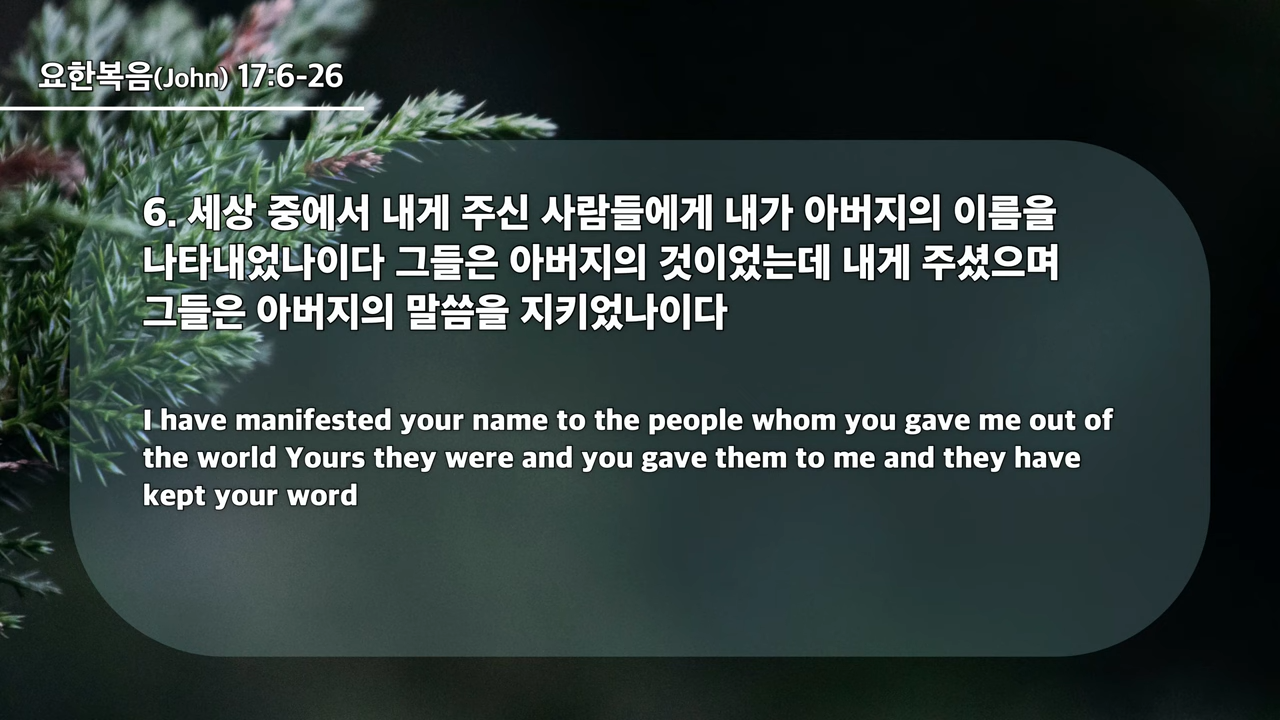 요한복음(John) 17:6-26
6. 세상 중에서 내게 주신 사람들에게 내가 아버지의 이름을
나타내었나이다 그들은 아버지의 것이었는데 내게 주셨으며
그들은 아버지의 말씀을 지키었나이다
I have manifested your name to the people whom you gave me out of
the world Yours they were and you gave them to me and they have
kept your word